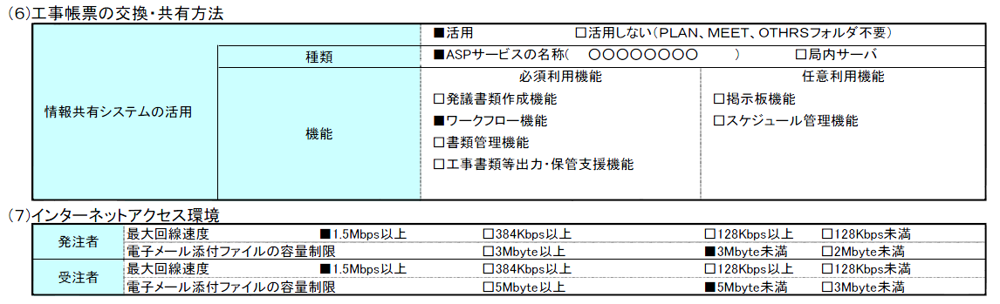 (6)工事帳票の交換・共有方法
■活用 □活用しない(PLAN、MEET、OTHRSフォルダ不要)
種類 ■ASPサービスの名称( 〇〇〇〇〇〇〇〇 ) □局内サーバ
必須利用機能 任意利用機能
□発議書類作成機能 □掲示板機能
情報共有システムの活用
■ワークフロー機能 □スケジュール管理機能
機能
□書類管理機能
□工事書類等出力・保管支援機能
(7)インターネットアクセス環境
発注者
最大回線速度 ■1.5Mbps以上 □384Kbps以上 □128Kbps以上 □128Kbps未満
電子メール添付ファイルの容量制限 □3Mbyte以上 ■3Mbyte未満 □2Mbyte未満
受注者
最大回線速度 ■1.5Mbps以上 □384Kbps以上 □128Kbps以上 □128Kbps未満
電子メール添付ファイルの容量制限 □5Mbyte以上 ■5Mbyte未満 □3Mbyte未満